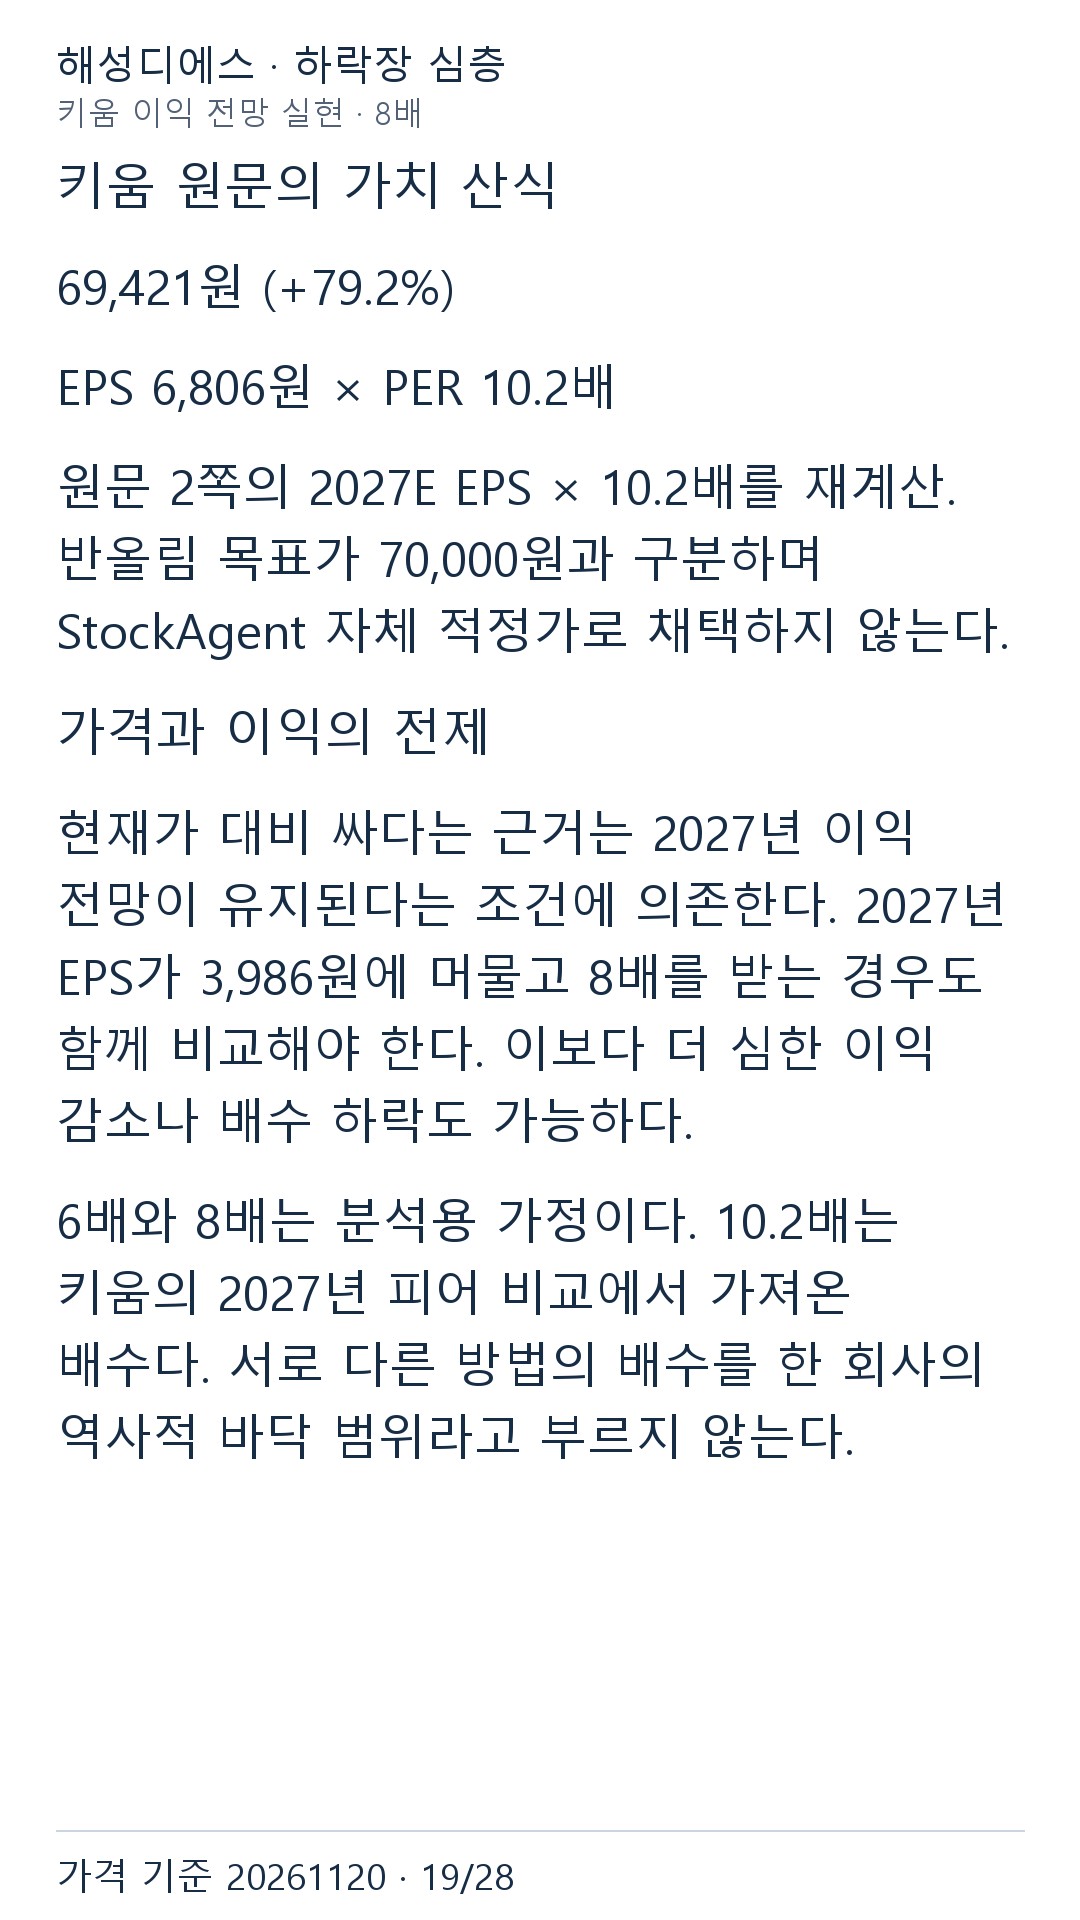 해성디에스 · 하락장 심층
키움 이익 전망 실현 · 8배
키움 원문의 가치 산식
69,421원 (+79.2%)
EPS 6,806원 × PER 10.2배
원문 2쪽의 2027E EPS × 10.2배를 재계산.
반올림 목표가 70,000원과 구분하며
StockAgent 자체 적정가로 채택하지 않는다.
가격과 이익의 전제
현재가 대비 싸다는 근거는 2027년 이익
전망이 유지된다는 조건에 의존한다. 2027년
EPS가 3,986원에 머물고 8배를 받는 경우도
함께 비교해야 한다. 이보다 더 심한 이익
감소나 배수 하락도 가능하다.
6배와 8배는 분석용 가정이다. 10.2배는
키움의 2027년 피어 비교에서 가져온
배수다. 서로 다른 방법의 배수를 한 회사의
역사적 바닥 범위라고 부르지 않는다.
가격 기준 20261120 · 19/28